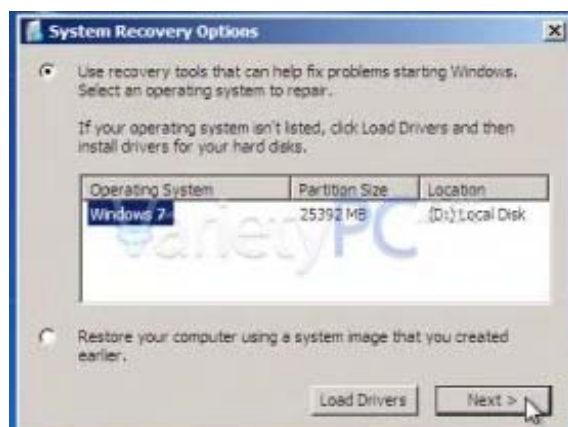 System Recovery Options
Use recovery tools that can help fix problems starting Windows.
Select an operating system to repair.
If your operating system isn't listed, click Load Drivers and then
install drivers for your hard disks.
Operating System Partition Size Location
Windows 7 25392 MB (D:) Local Disk
VarietyPC
Restore your computer using a system image that you created
earlier.
Load Drivers Next >